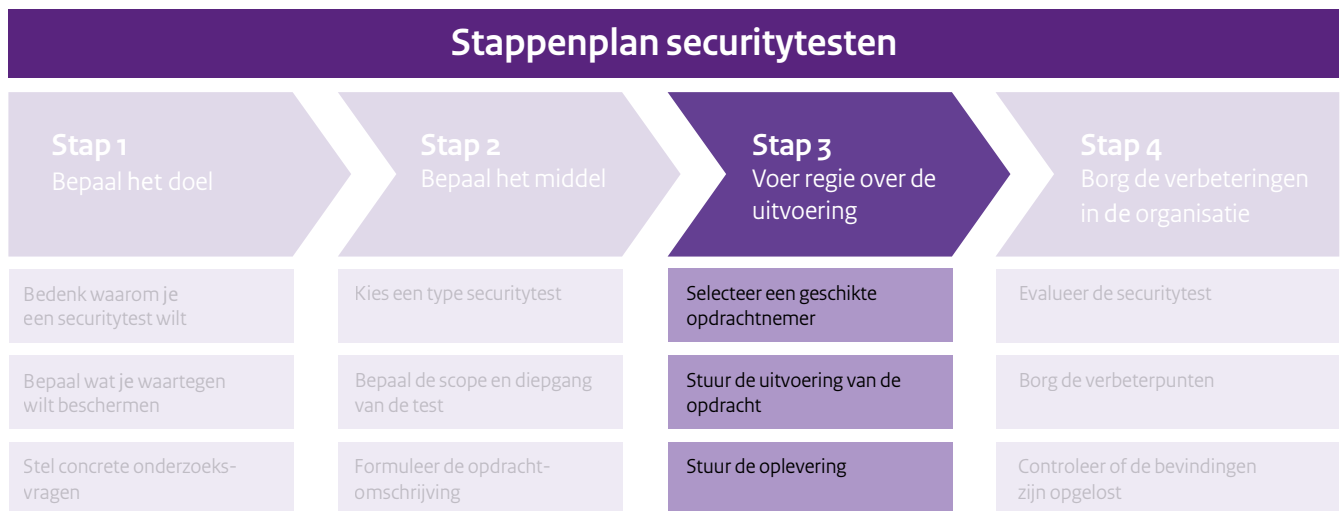 Stappenplan securitytesten
Stap 1
Bepaal het doel
Bedenk waarom je
een securitytest wilt
Bepaal wat je waartegen
wilt beschermen
Stel concrete onderzoeks-
vragen
Stap 2
Bepaal het middel
Kies een type securitytest
Bepaal de scope en diepgang
van de test
Formuleer de opdracht-
omschrijving
Stap 3
Voer regie over de
uitvoering
Selecteer een geschikte
opdrachtnemer
Stuur de uitvoering van de
opdracht
Stuur de oplevering
Stap 4
Borg de verbeteringen
in de organisatie
Evalueer de securitytest
Borg de verbeterpunten
Controleer of de bevindingen
zijn opgelost